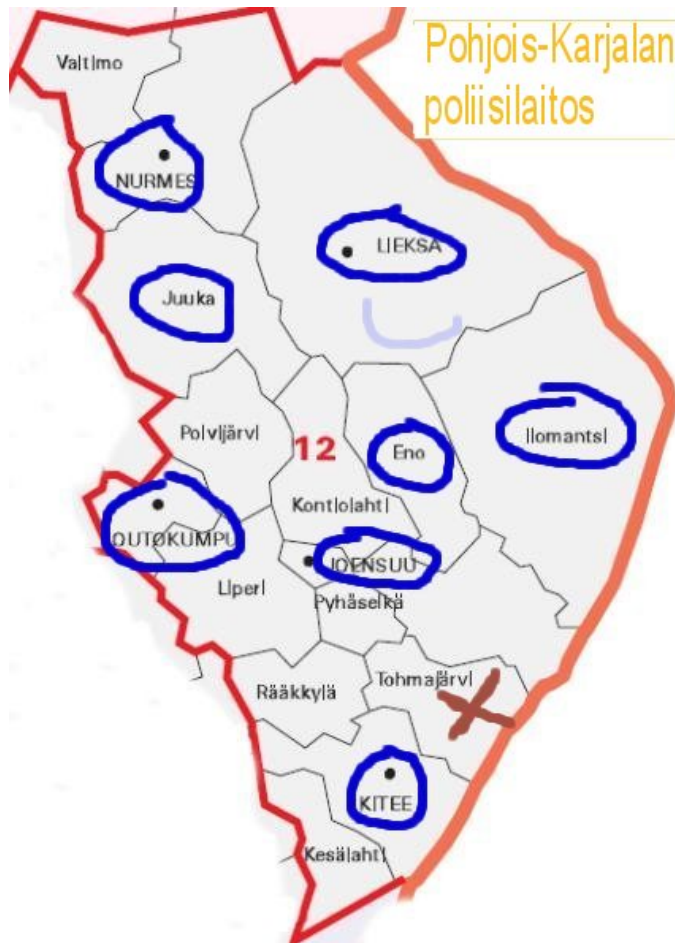 Pohjois-Karjalan
poliisilaitos
Valtimo
NURMES
LIEKSA
Juuka
Polvijärvi
12
Eno
Ilomantsi
Kontiolahti
OUTOKUMPU
JOENSUU
Liperi
Pyhäselkä
Rääkkylä
Tohmajärvi
KITEE
Kesälahti